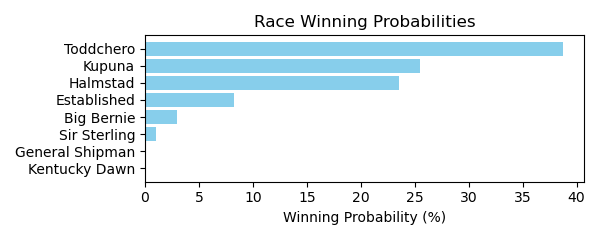 Race Winning Probabilities
Toddchero
Kupuna
Halmstad
Established
Big Bernie
Sir Sterling
General Shipman
Kentucky Dawn
0 5 10 15 20 25 30 35 40
Winning Probability (%)